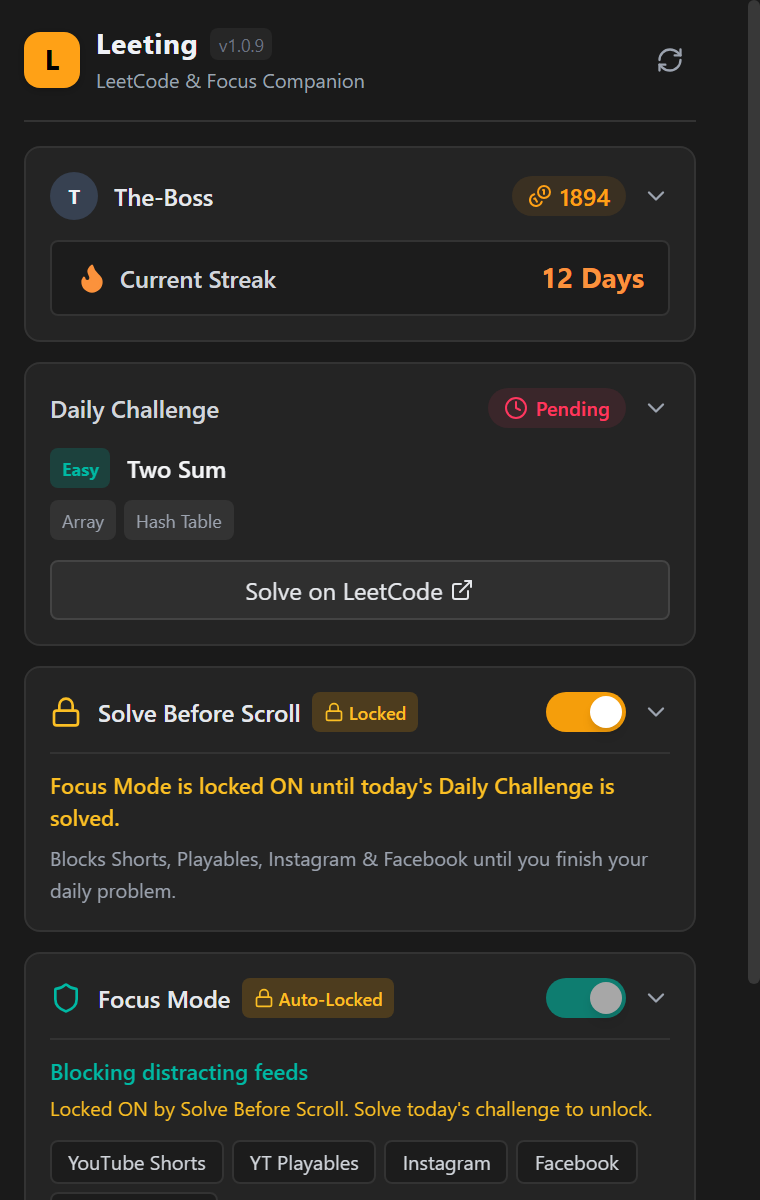 L
Leeting v1.0.9
LeetCode & Focus Companion
T The-Boss 1894
Current Streak 12 Days
Daily Challenge Pending
Easy Two Sum
Array Hash Table
Solve on LeetCode
Solve Before Scroll Locked
Focus Mode is locked ON until today's Daily Challenge is
solved.
Blocks Shorts, Playables, Instagram & Facebook until you finish your
daily problem.
Focus Mode Auto-Locked
Blocking distracting feeds
Locked ON by Solve Before Scroll. Solve today's challenge to unlock.
YouTube Shorts YT Playables Instagram Facebook